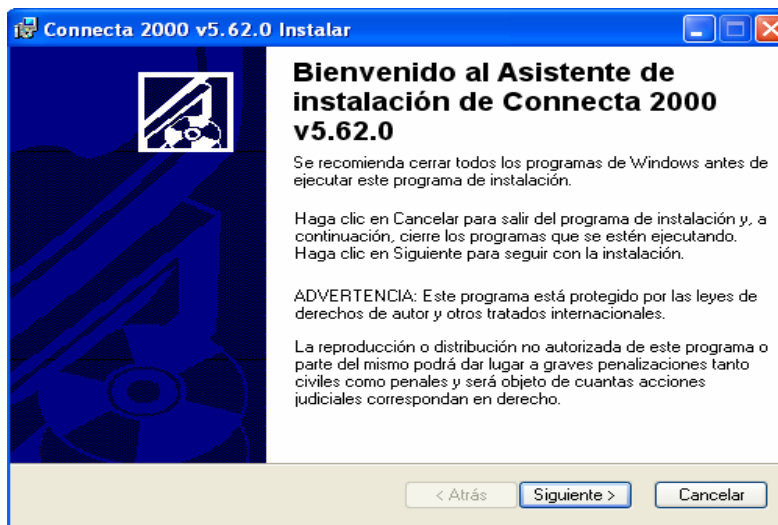 Connecta 2000 v5.62.0 Instalar
Bienvenido al Asistente de
instalación de Connecta 2000
v5.62.0
Se recomienda cerrar todos los programas de Windows antes de
ejecutar este programa de instalación.
Haga clic en Cancelar para salir del programa de instalación y, a
continuación, cierre los programas que se estén ejecutando.
Haga clic en Siguiente para seguir con la instalación.
ADVERTENCIA: Este programa está protegido por las leyes de
derechos de autor y otros tratados internacionales.
La reproducción o distribución no autorizada de este programa o
parte del mismo podrá dar lugar a graves penalizaciones tanto
civiles como penales y será objeto de cuantas acciones
judiciales correspondan en derecho.
< Atrás Siguiente > Cancelar